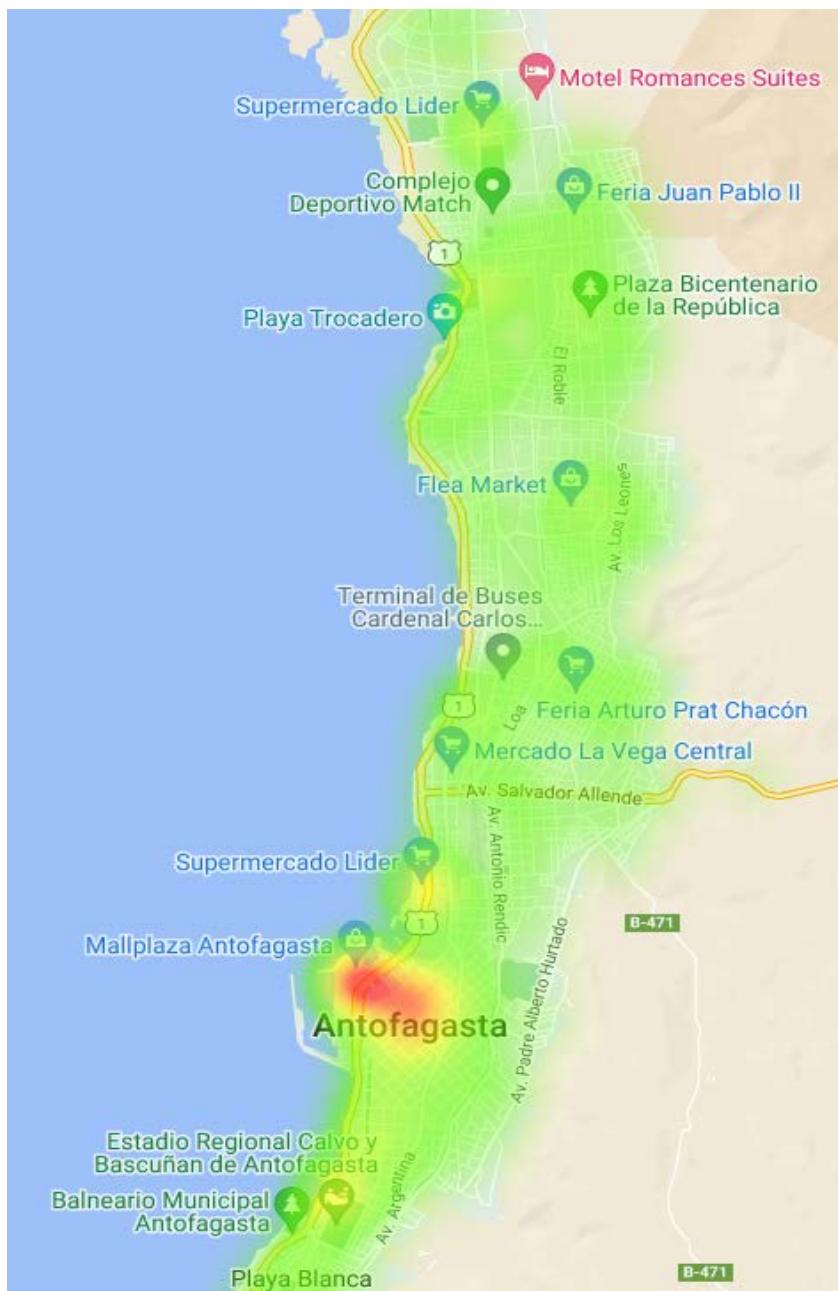 Motel Romances Suites
Supermercado Lider
Complejo
Deportivo Match
Feria Juan Pablo II
1
Plaza Bicentenario
de la República
Playa Trocadero
El Roble
Flea Market
Av. Los Leones
Terminal de Buses
Cardenal Carlos...
1
Loa
Feria Arturo Prat Chacón
Mercado La Vega Central
Av. Salvador Allende
Av. Antonio Rendic
Supermercado Lider
1
B-471
Mallplaza Antofagasta
Av. Padre Alberto Hurtado
Antofagasta
Estadio Regional Calvo y
Bascuñan de Antofagasta
Av. Argentina
Balneario Municipal
Antofagasta
Playa Blanca
B-471